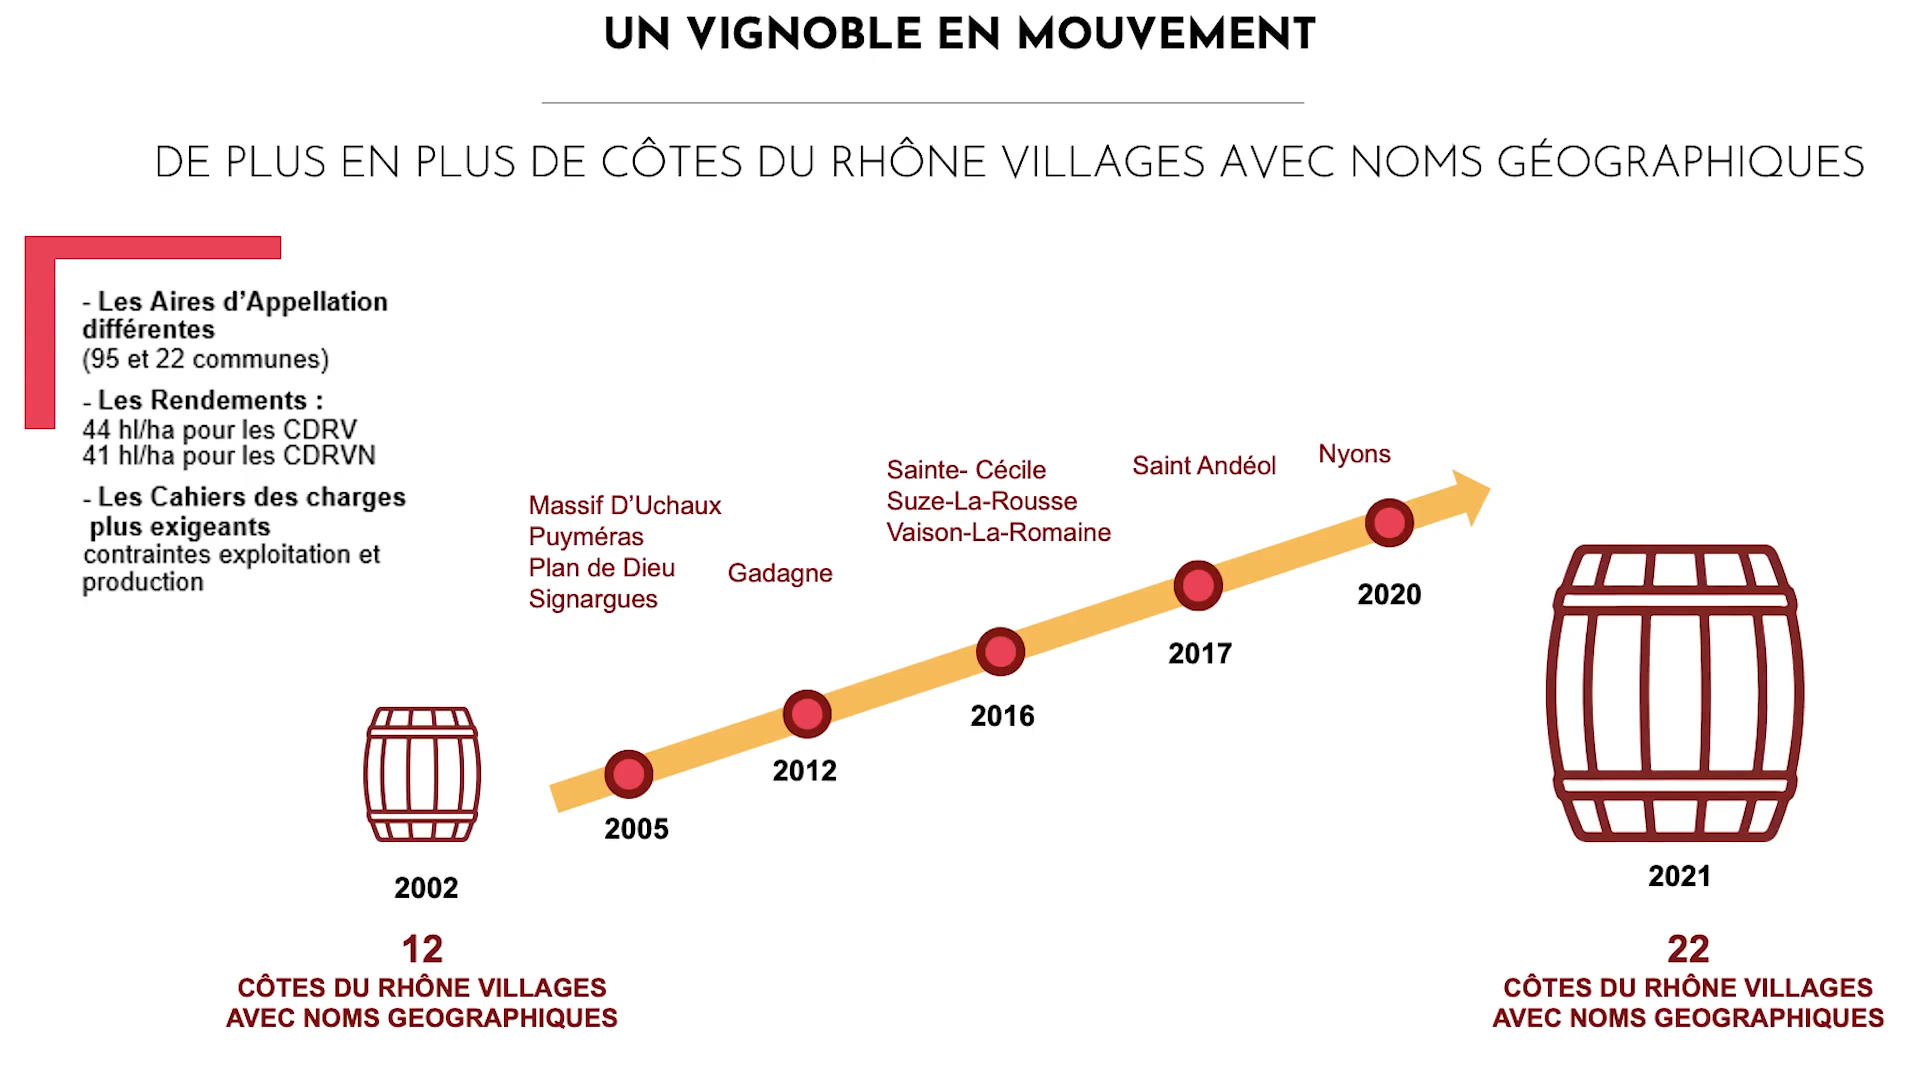 UN VIGNOBLE EN MOUVEMENT
DE PLUS EN PLUS DE CÔTES DU RHÔNE VILLAGES AVEC NOMS GÉOGRAPHIQUES
- Les Aires d’Appellation
différentes
(95 et 22 communes)
- Les Rendements :
44 hl/ha pour les CDRV
41 hl/ha pour les CDRVN
- Les Cahiers des charges
plus exigeants
contraintes exploitation et
production
Massif D’Uchaux
Puyméras
Plan de Dieu
Signargues
Gadagne
Sainte- Cécile
Suze-La-Rousse
Vaison-La-Romaine
Saint Andéol
Nyons
2005
2012
2016
2017
2020
2002
12
CÔTES DU RHÔNE VILLAGES
AVEC NOMS GEOGRAPHIQUES
2021
22
CÔTES DU RHÔNE VILLAGES
AVEC NOMS GEOGRAPHIQUES